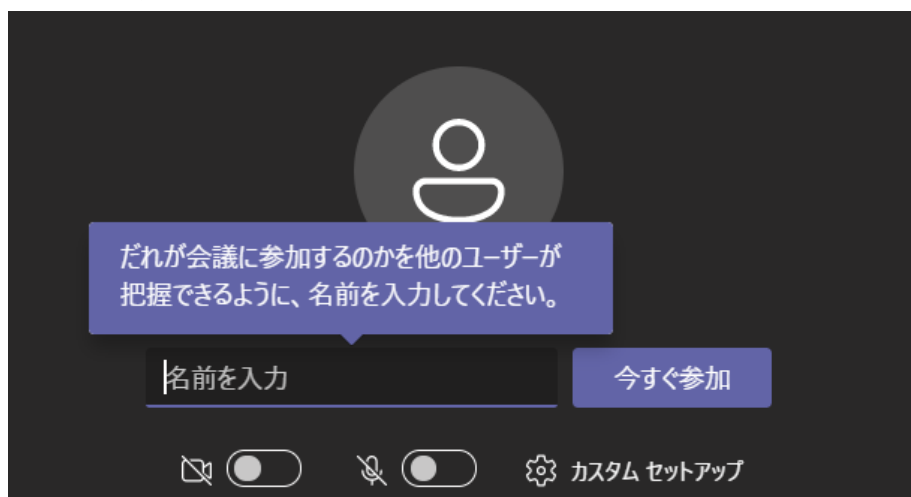 だれが会議に参加するのかを他のユーザーが
把握できるように、名前を入力してください。
名前を入力
今すぐ参加
カスタム セットアップ